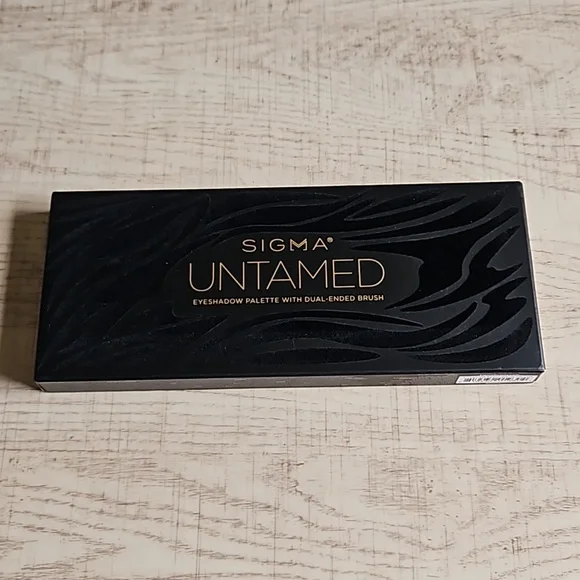 SIGMA®
UNTAMED
EYESHADOW PALETTE WITH DUAL-ENDED BRUSH